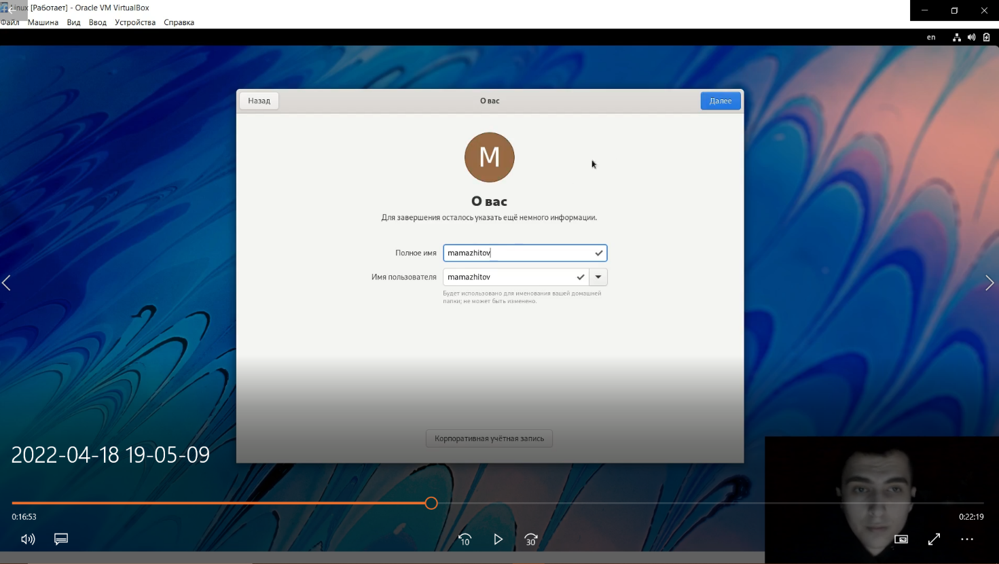 Linux [Работает] - Oracle VM VirtualBox
Файл Машина Вид Ввод Устройства Справка
en
Назад О вас Далее
M
О вас
Для завершения осталось указать ещё немного информации.
Полное имя mamazhitov
Имя пользователя mamazhitov
Будет использовано для именования вашей домашней
папки; не может быть изменено.
Корпоративная учётная запись
2022-04-18 19-05-09
0:16:53 0:22:19
10 30